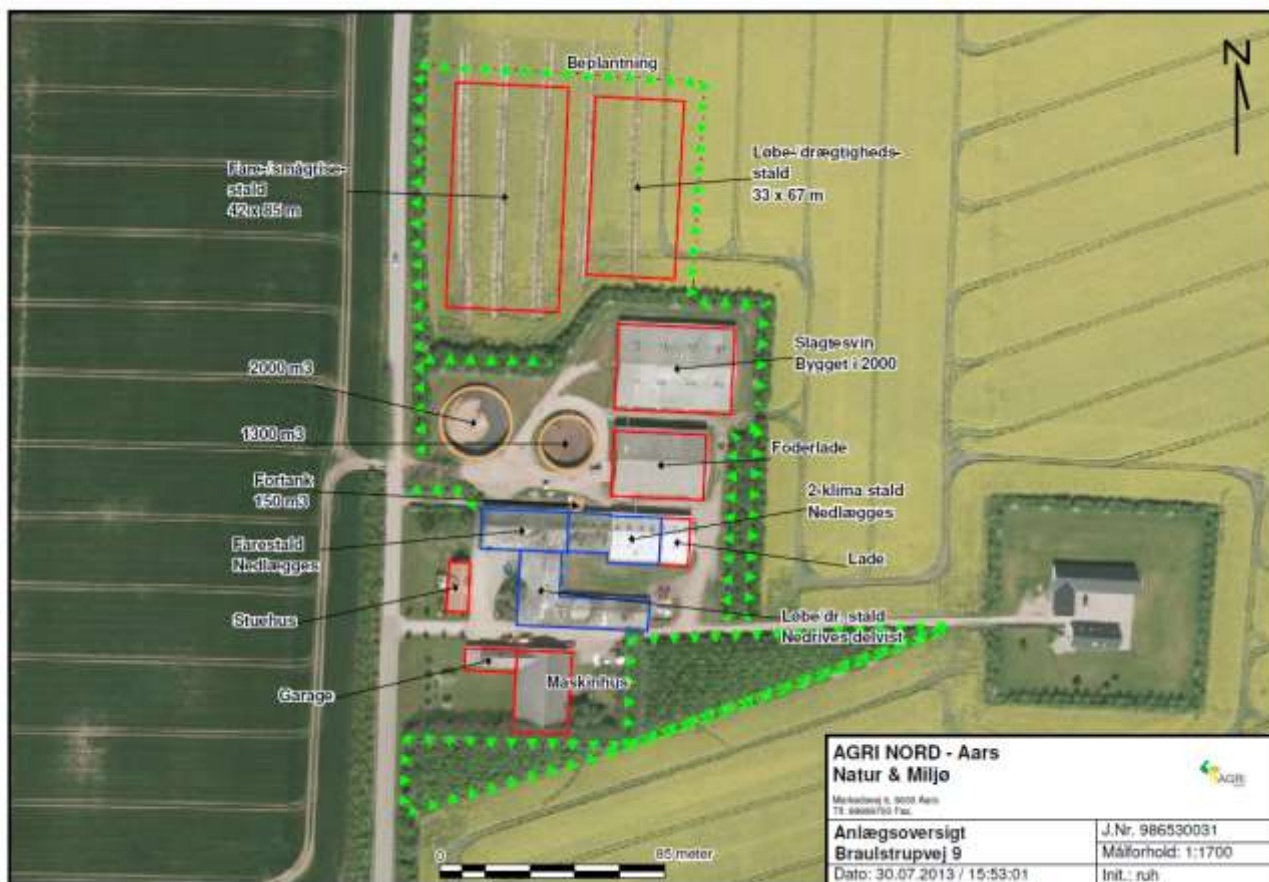 N
Beplantning
Løbe- drægtigheds-
stald
33 x 67 m
Fare-/smågrise-
stald
42 x 85 m
Slagtesvin
Bygget i 2000
2000 m3
1300 m3
Foderlade
Fortank
150 m3
2-klima stald
Nedlægges
Farestald
Nedlægges
Lade
Stuehus
Løbe dr. stald
Nedrives delvist
Garage
Maskinhus
0
85 meter
AGRI NORD - Aars
Natur & Miljø
AGRI
Anlægsoversigt
Braulstrupvej 9
Dato: 30.07.2013 / 15:53:01
J.Nr. 986530031
Målforhold: 1:1700
Init.: ruh